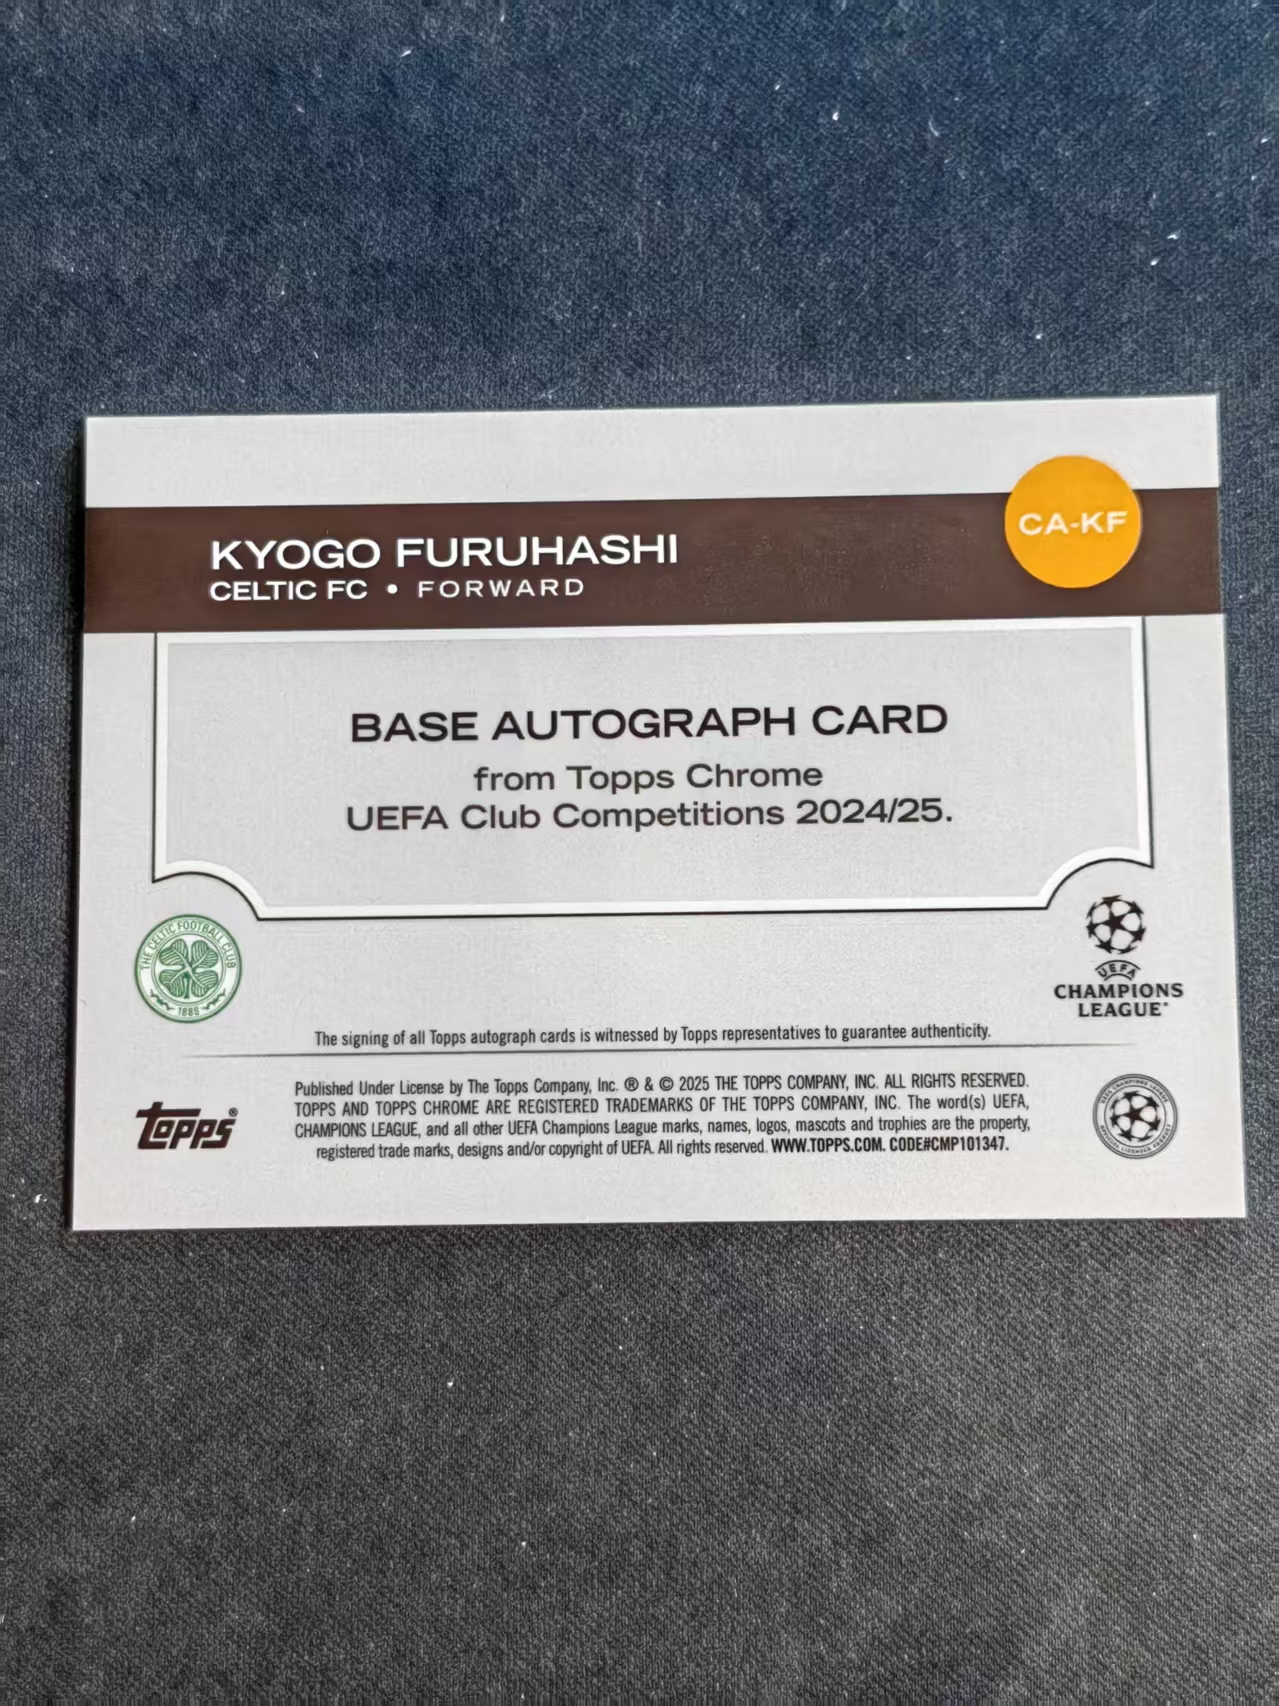 KYOGO FURUHASHI
CELTIC FC • FORWARD
CA-KF
BASE AUTOGRAPH CARD
from Topps Chrome
UEFA Club Competitions 2024/25.
THE CELTIC FOOTBALL CLUB
1888
UEFA
CHAMPIONS
LEAGUE®
The signing of all Topps autograph cards is witnessed by Topps representatives to guarantee authenticity.
Topps®
Published Under License by The Topps Company, Inc. ® & © 2025 THE TOPPS COMPANY, INC. ALL RIGHTS RESERVED.
TOPPS AND TOPPS CHROME ARE REGISTERED TRADEMARKS OF THE TOPPS COMPANY, INC. The word(s) UEFA,
CHAMPIONS LEAGUE, and all other UEFA Champions League marks, names, logos, mascots and trophies are the property,
registered trade marks, designs and/or copyright of UEFA. All rights reserved. WWW.TOPPS.COM. CODE#CMP101347.